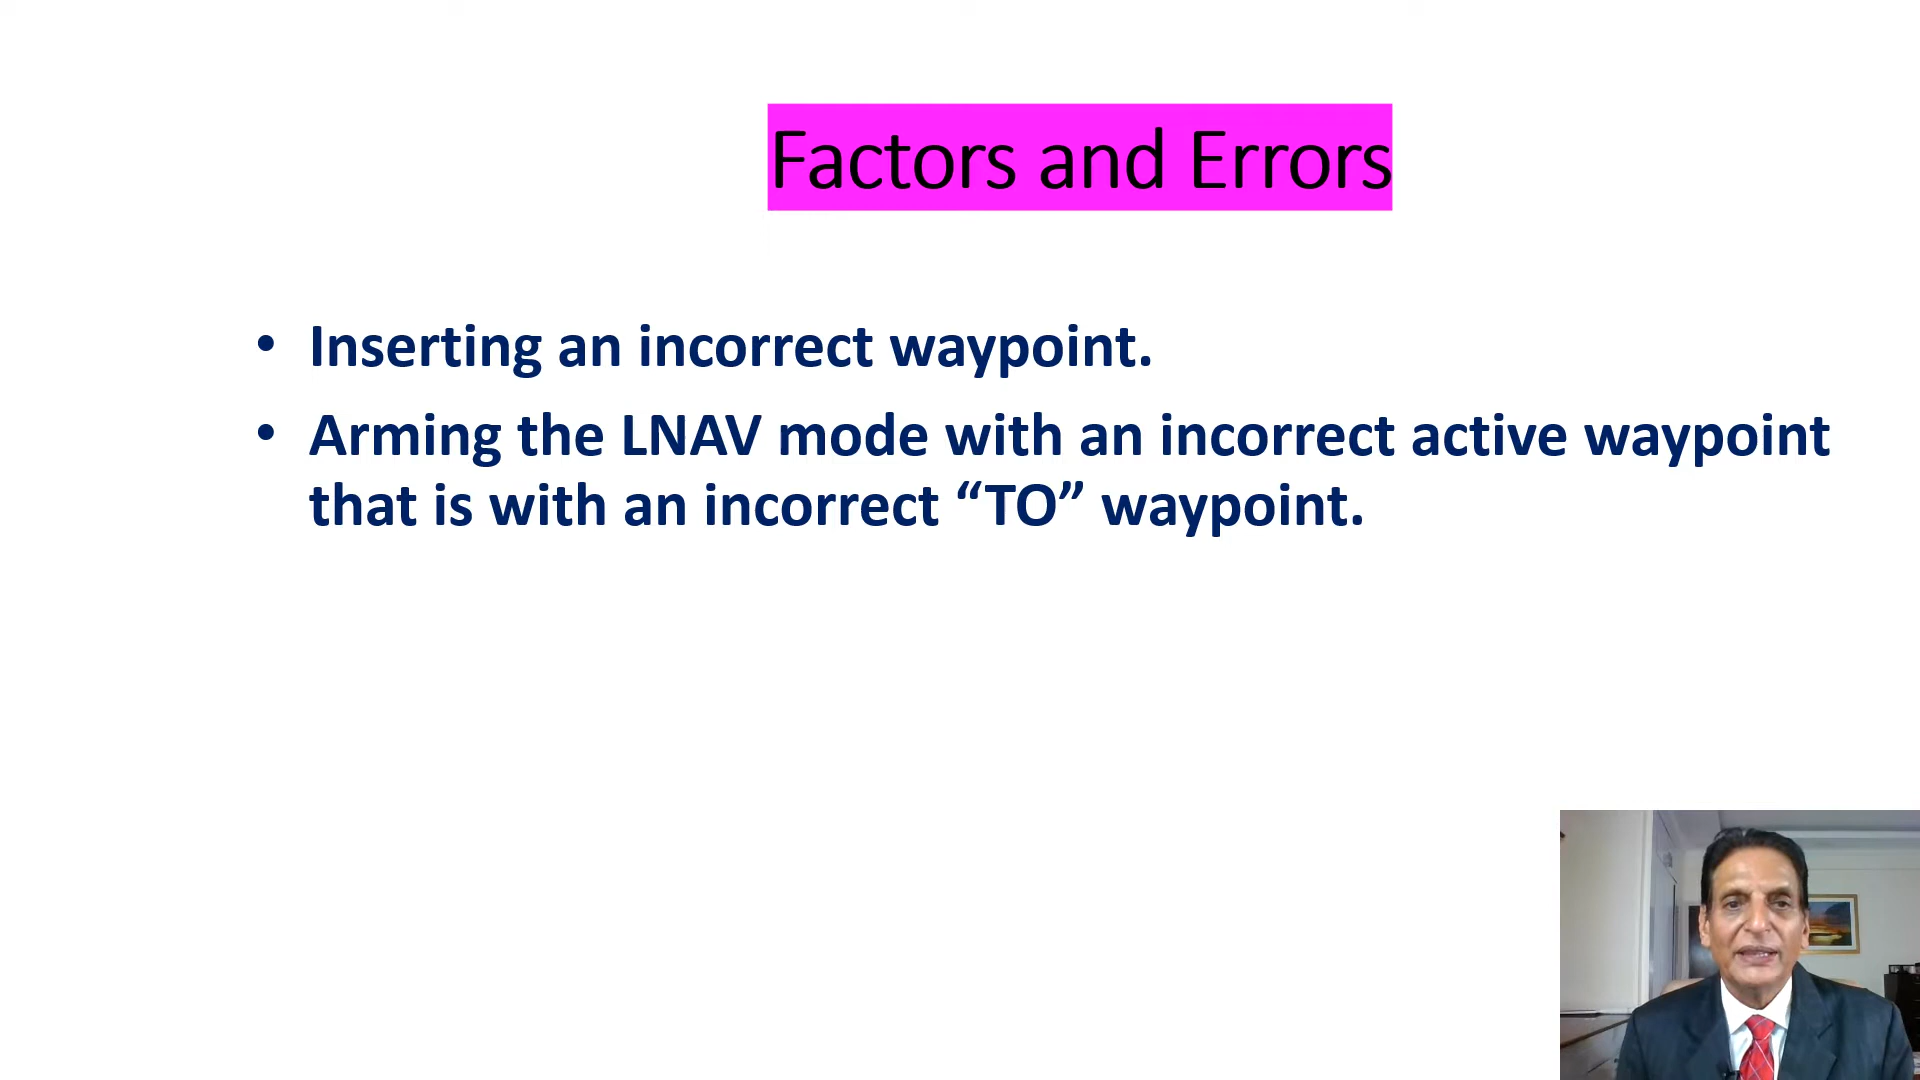 Factors and Errors
• Inserting an incorrect waypoint.
• Arming the LNAV mode with an incorrect active waypoint
that is with an incorrect “TO” waypoint.